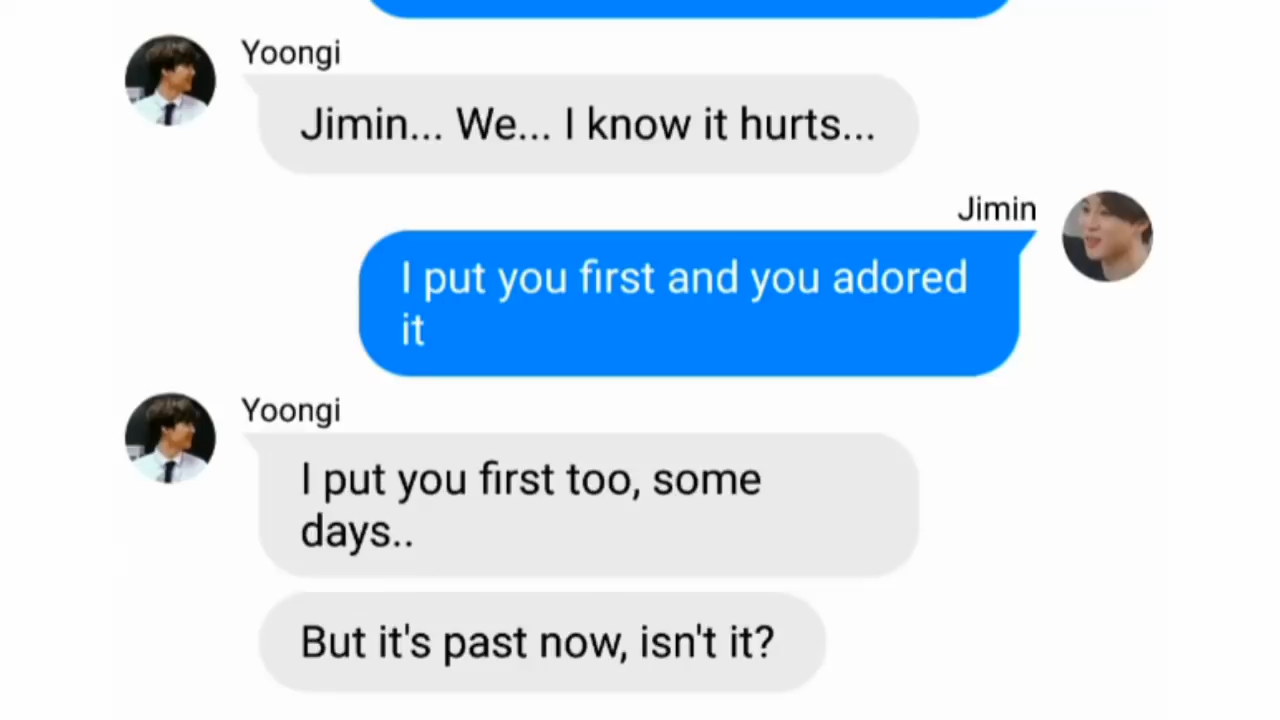 Yoongi
Jimin... We... I know it hurts...
Jimin
I put you first and you adored
it
Yoongi
I put you first too, some
days..
But it's past now, isn't it?